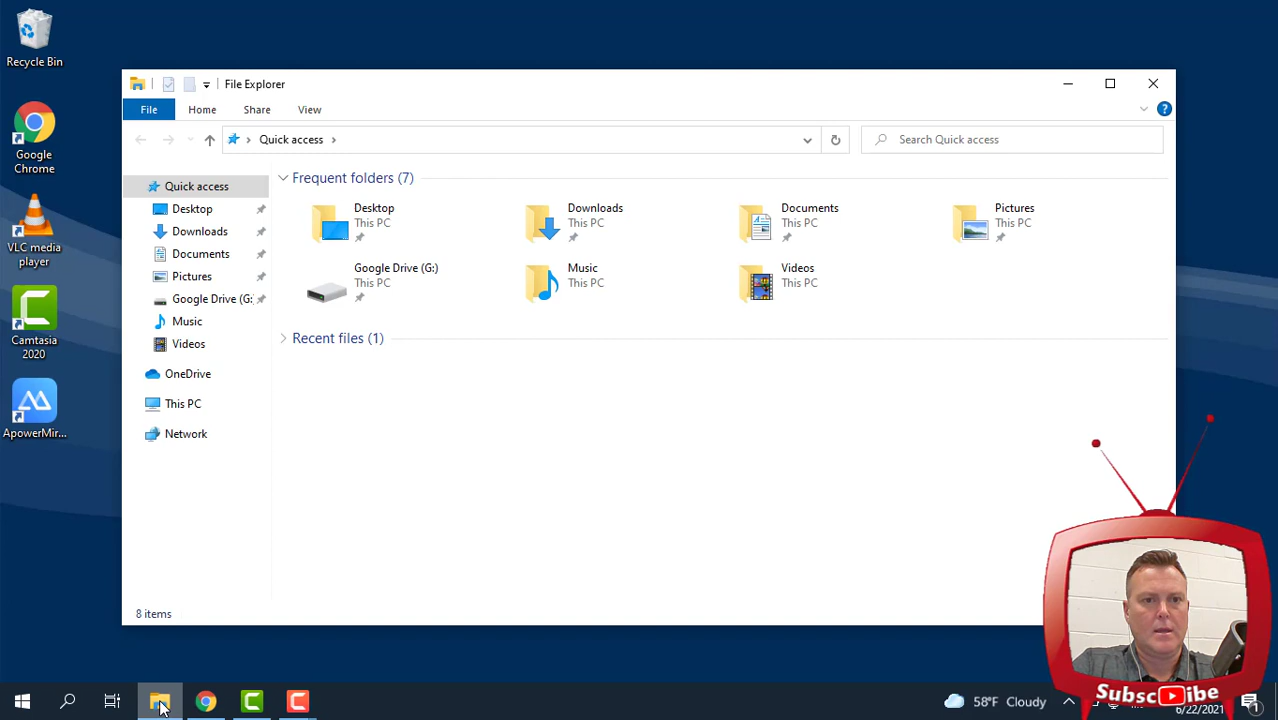 Recycle Bin
Google
Chrome
VLC media
player
Camtasia
2020
ApowerMir...
File Explorer
File
Home
Share
View
Quick access
Search Quick access
Quick access
Desktop
Downloads
Documents
Pictures
Google Drive (G:)
Music
Videos
OneDrive
This PC
Network
Frequent folders (7)
Desktop
This PC
Downloads
This PC
Documents
This PC
Pictures
This PC
Google Drive (G:)
Music
This PC
Videos
This PC
Recent files (1)
8 items
Subscribe
58°F Cloudy
6/22/2021
1